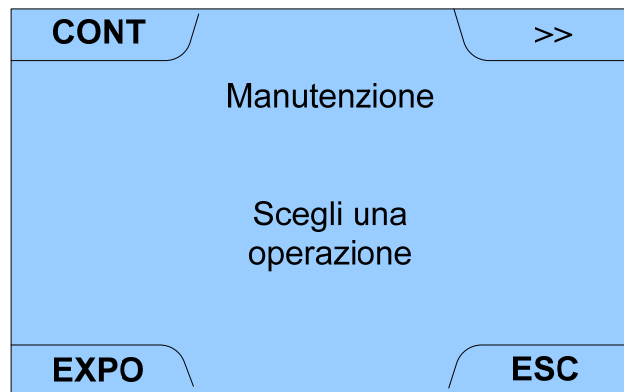 CONT
>>
Manutenzione
Scegli una
operazione
EXPO
ESC